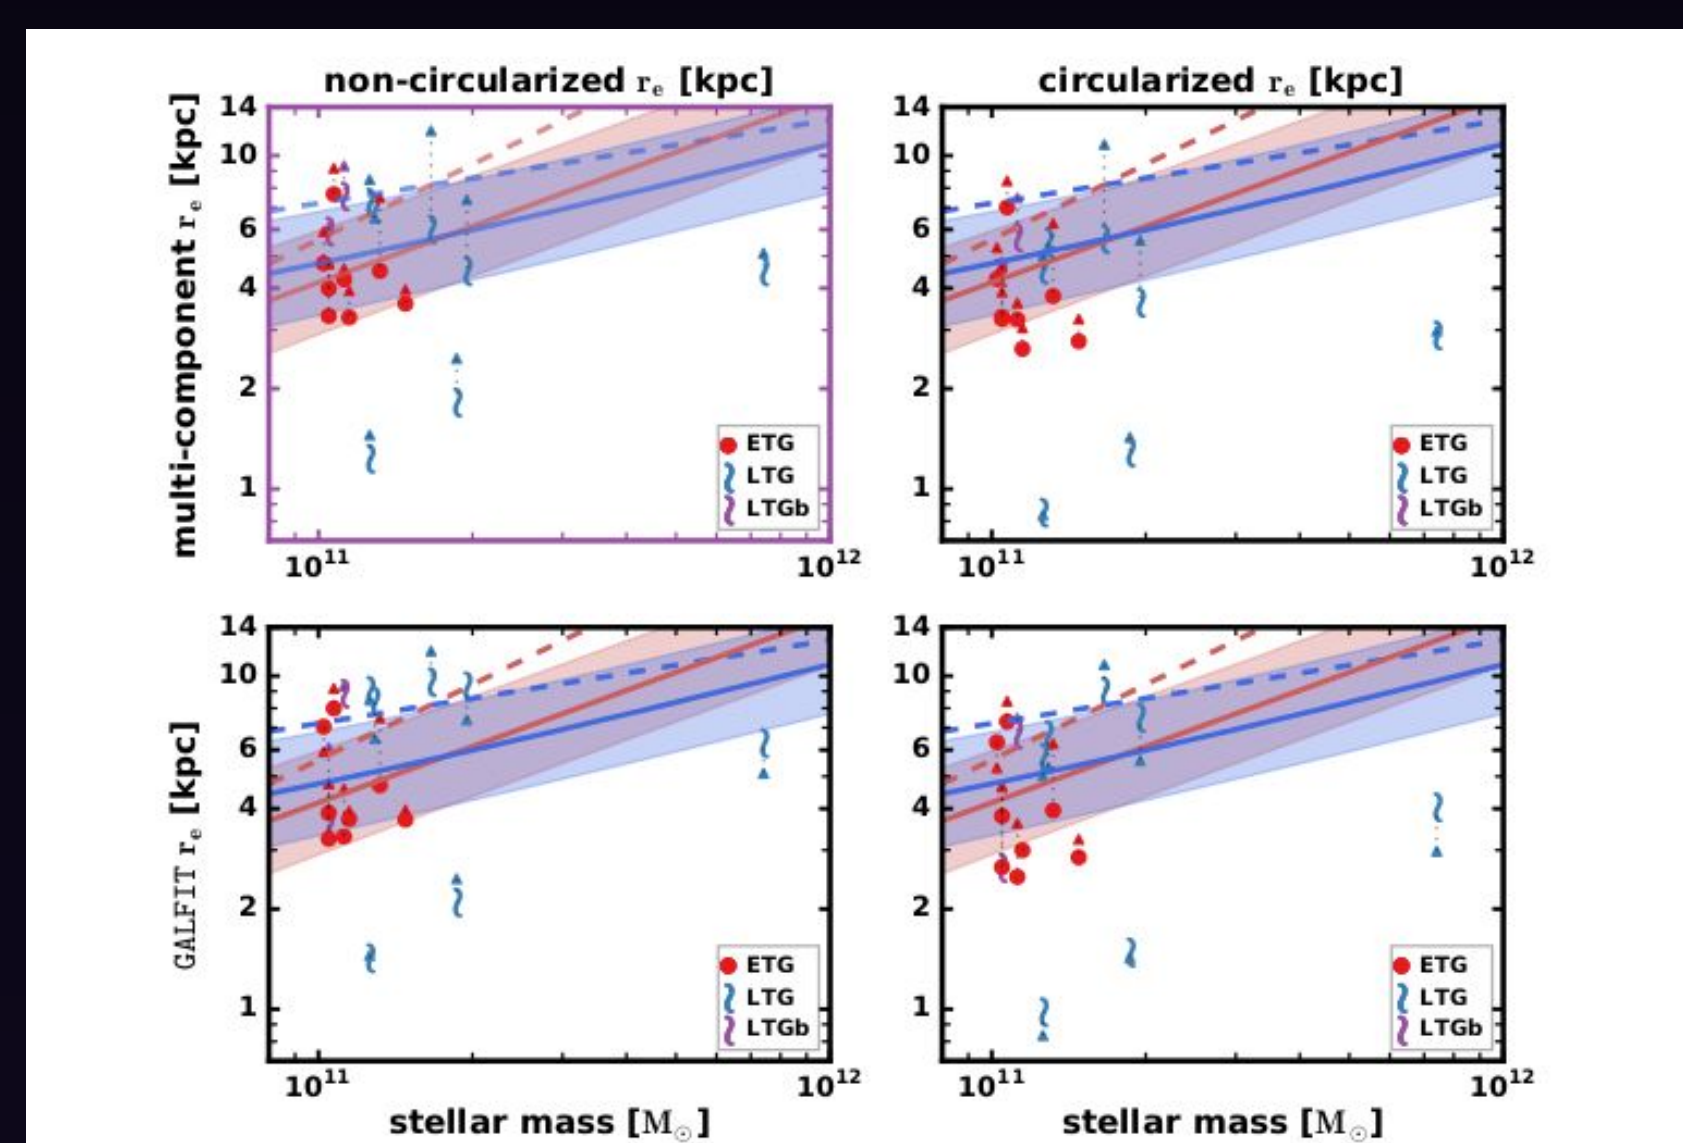 non-circularized rₑ [kpc]
circularized rₑ [kpc]
multi-component rₑ [kpc]
14
10
6
4
2
1
ETG
LTG
LTGb
10¹¹
10¹²
14
10
6
4
2
1
ETG
LTG
LTGb
10¹¹
10¹²
GALFIT rₑ [kpc]
14
10
6
4
2
1
ETG
LTG
LTGb
10¹¹
10¹²
stellar mass [M☉]
14
10
6
4
2
1
ETG
LTG
LTGb
10¹¹
10¹²
stellar mass [M☉]